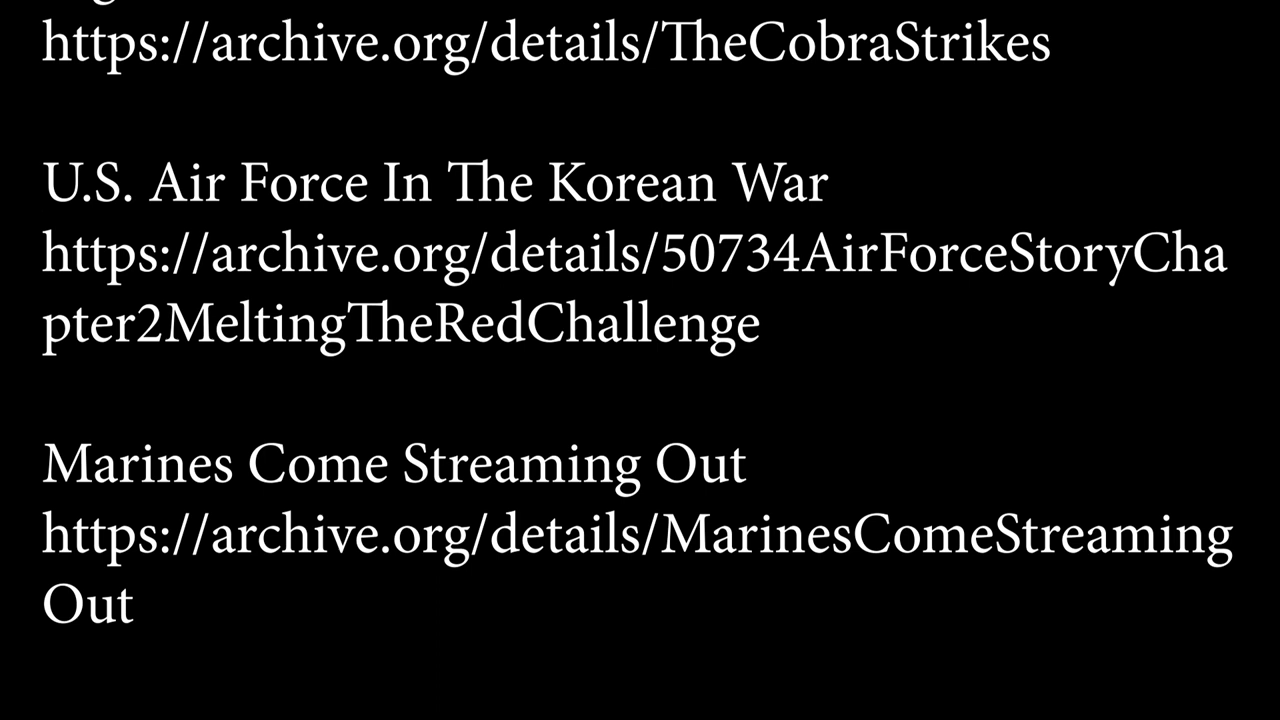 https://archive.org/details/TheCobraStrikes
U.S. Air Force In The Korean War
https://archive.org/details/50734AirForceStoryCha
pter2MeltingTheRedChallenge
Marines Come Streaming Out
https://archive.org/details/MarinesComeStreaming
Out